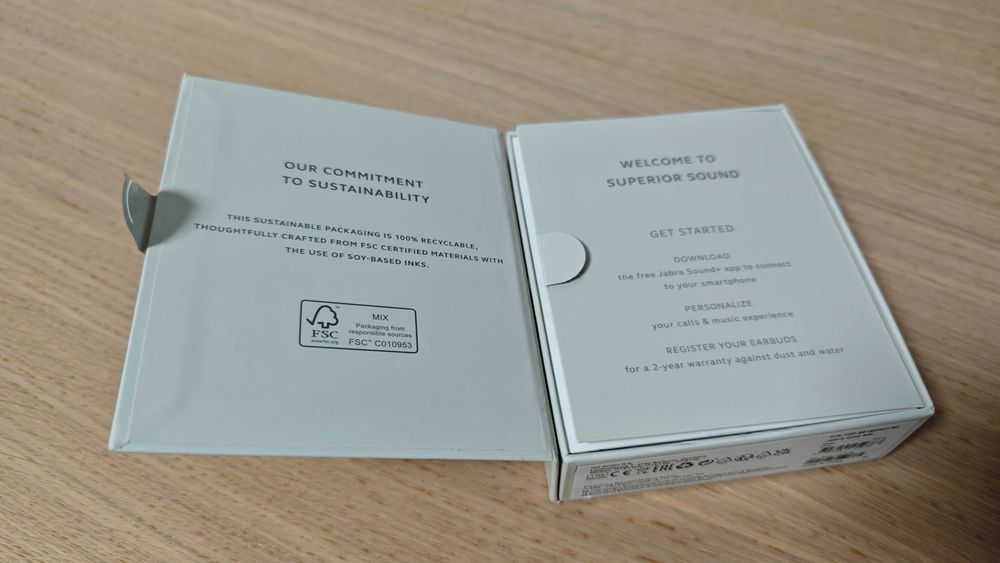 OUR COMMITMENT
TO SUSTAINABILITY
THIS SUSTAINABLE PACKAGING IS 100% RECYCLABLE,
THOUGHTFULLY CRAFTED FROM FSC CERTIFIED MATERIALS WITH
THE USE OF SOY-BASED INKS.
FSC
www.fsc.org
MIX
Packaging from
responsible sources
FSC™ C010953
WELCOME TO
SUPERIOR SOUND
GET STARTED
DOWNLOAD
the free Jabra Sound+ app to connect
to your smartphone
PERSONALIZE
your calls & music experience
REGISTER YOUR EARBUDS
for a 2-year warranty against dust and water
CE EAC